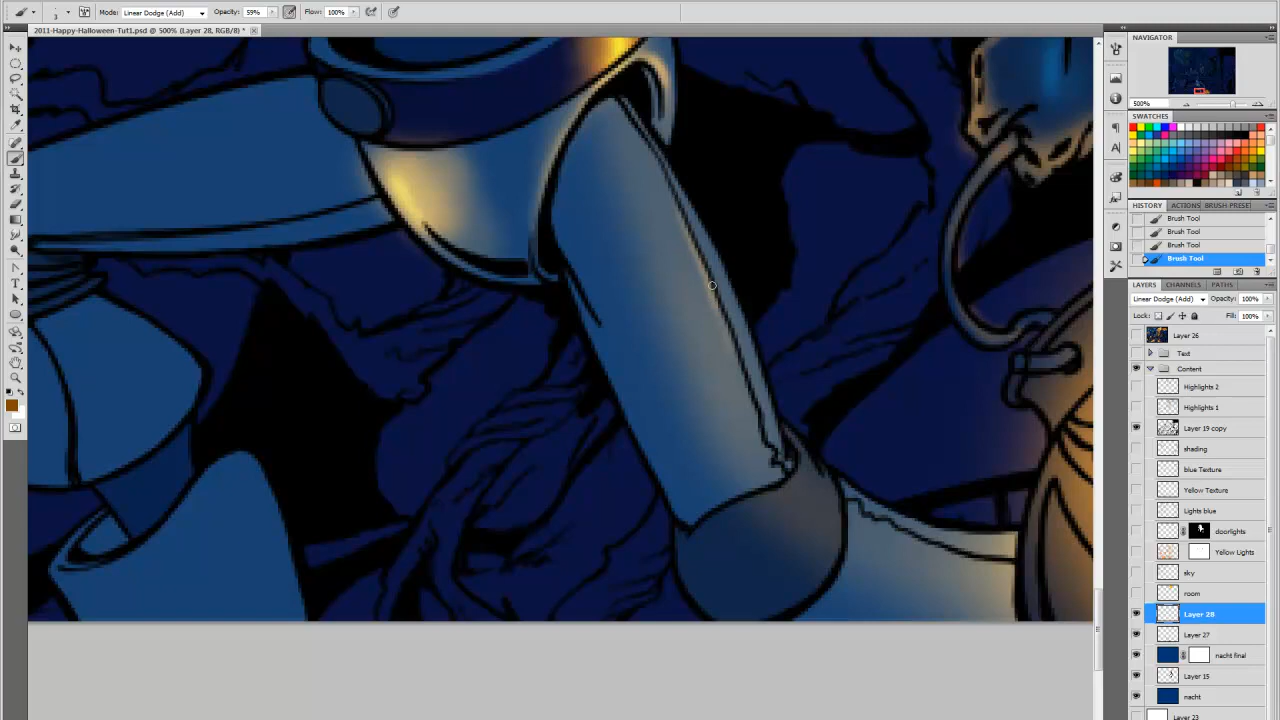 3
Mode: Linear Dodge (Add) Opacity: 59% Flow: 100%
2011-Happy-Halloween-Tut1.psd @ 500% (Layer 28, RGB/8) *
NAVIGATOR
500%
SWATCHES
HISTORY ACTIONS BRUSH PRESE
Brush Tool
Brush Tool
Brush Tool
Brush Tool
LAYERS CHANNELS PATHS
Linear Dodge (Add) Opacity: 100%
Lock: Fill: 100%
Layer 26
Text
Content
Highlights 2
Highlights 1
Layer 19 copy
shading
blue Texture
Yellow Texture
Lights blue
doorlights
Yellow Lights
sky
room
Layer 28
Layer 27
nacht final
Layer 15
nacht
Layer 23